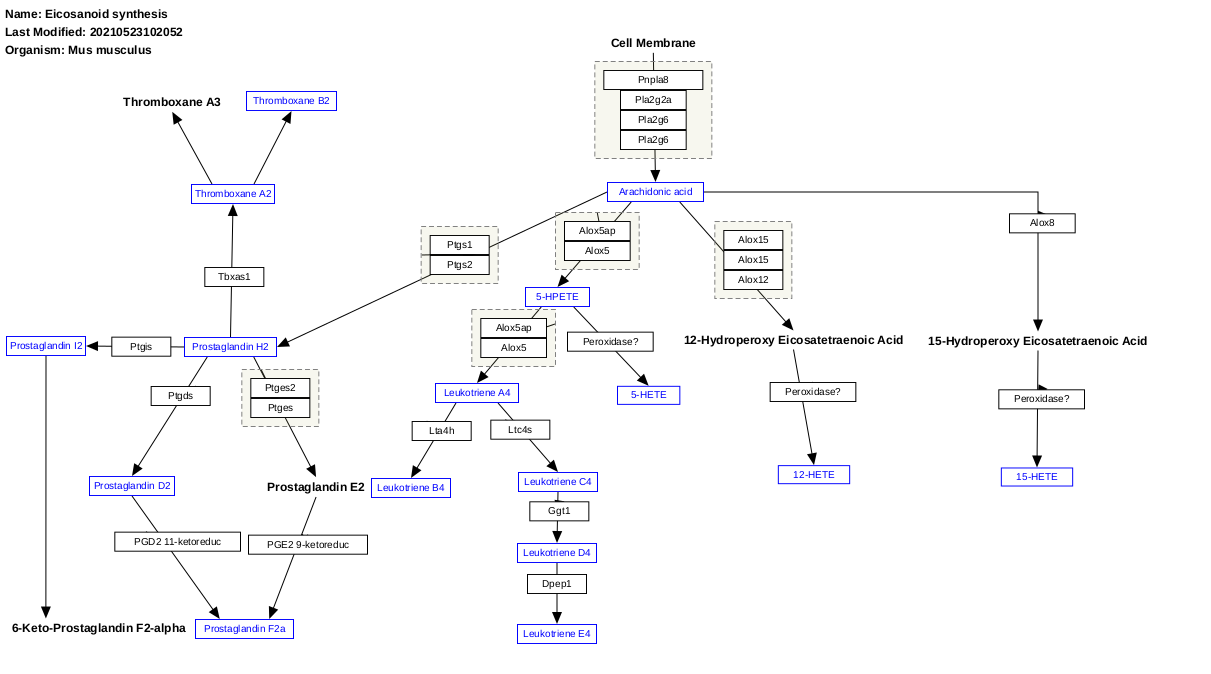 Name: Eicosanoid synthesis
Last Modified: 20210523102052
Organism: Mus musculus
Cell Membrane
Pnpla8
Pla2g2a
Pla2g6
Pla2g6
Thromboxane A3
Thromboxane B2
Thromboxane A2
Arachidonic acid
Alox8
Alox5ap
Alox5
Ptgs1
Ptgs2
Alox15
Alox15
Alox12
Tbxas1
5-HPETE
Alox5ap
Alox5
Peroxidase?
12-Hydroperoxy Eicosatetraenoic Acid
15-Hydroperoxy Eicosatetraenoic Acid
Prostaglandin I2
Ptgis
Prostaglandin H2
Ptgds
Ptges2
Ptges
Leukotriene A4
5-HETE
Peroxidase?
Peroxidase?
Lta4h
Ltc4s
Prostaglandin D2
Prostaglandin E2
Leukotriene B4
Leukotriene C4
12-HETE
15-HETE
Ggt1
PGD2 11-ketoreduc
PGE2 9-ketoreduc
Leukotriene D4
Dpep1
6-Keto-Prostaglandin F2-alpha
Prostaglandin F2a
Leukotriene E4